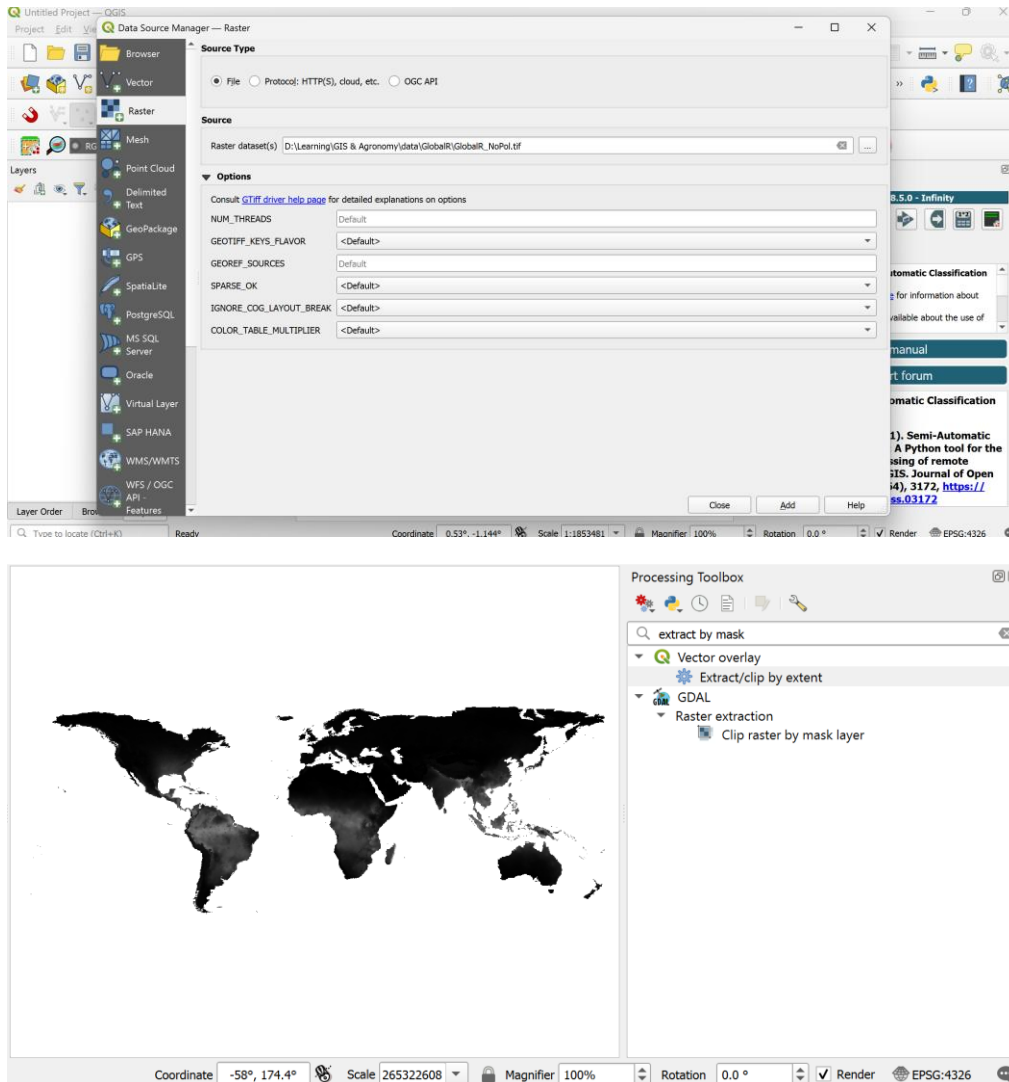 Untitled Project — QGIS
Project Edit Vie
Data Source Manager — Raster
Browser
Vector
Raster
Mesh
Point Cloud
Delimited
Text
GeoPackage
GPS
SpatiaLite
PostgreSQL
MS SQL
Server
Oracle
Virtual Layer
SAP HANA
WMS/WMTS
WFS / OGC
API -
Features
Source Type
File Protocol: HTTP(S), cloud, etc. OGC API
Source
Raster dataset(s) D:\Learning\GIS & Agronomy\data\GlobalR\GlobalR_NoPol.tif ...
Options
Consult GTiff driver help page for detailed explanations on options
NUM_THREADS Default
GEOTIFF_KEYS_FLAVOR <Default>
GEOREF_SOURCES Default
SPARSE_OK <Default>
IGNORE_COG_LAYOUT_BREAK <Default>
COLOR_TABLE_MULTIPLIER <Default>
Close Add Help
RG
Layers
8.5.0 - Infinity
utomatic Classification
e for information about
vailable about the use of
manual
rt forum
omatic Classification
1). Semi-Automatic
A Python tool for the
ssing of remote
GIS. Journal of Open
64), 3172, https://
ss.03172
Layer Order Bro
Type to locate (Ctrl+K) Ready Coordinate 0.53°, -1.144° Scale 1:1853481 Magnifier 100% Rotation 0.0 ° Render EPSG:4326
Processing Toolbox
extract by mask
Vector overlay
Extract/clip by extent
GDAL
Raster extraction
Clip raster by mask layer
Coordinate -58°, 174.4° Scale 265322608 Magnifier 100% Rotation 0.0 ° Render EPSG:4326